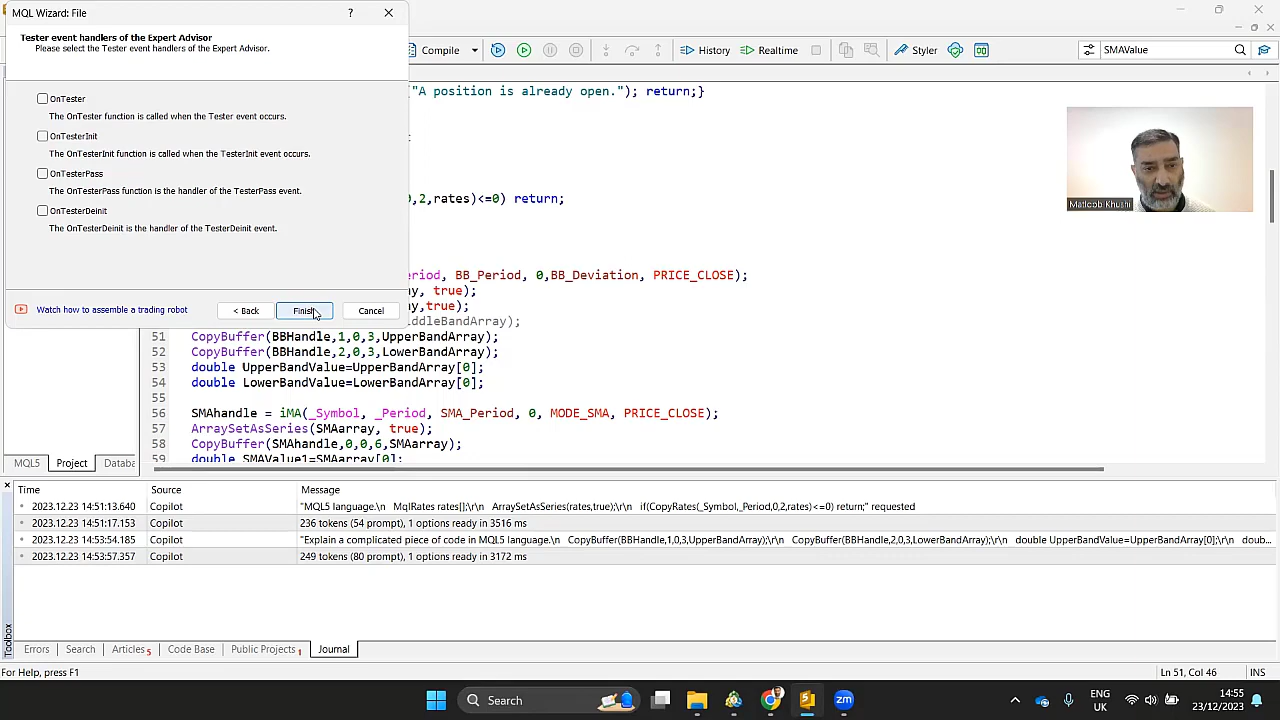 MQL Wizard: File
?
Tester event handlers of the Expert Advisor
Please select the Tester event handlers of the Expert Advisor.
OnTester
The OnTester function is called when the Tester event occurs.
OnTesterInit
The OnTesterInit function is called when the TesterInit event occurs.
OnTesterPass
The OnTesterPass function is the handler of the TesterPass event.
OnTesterDeinit
The OnTesterDeinit is the handler of the TesterDeinit event.
Watch how to assemble a trading robot
< Back
Finish
Cancel
Compile
History
Realtime
Styler
SMAValue
"A position is already open."); return;}
0,2,rates)<=0) return;
eriod, BB_Period, 0,BB_Deviation, PRICE_CLOSE);
y, true);
y,true);
iddleBandArray);
51 CopyBuffer(BBHandle,1,0,3,UpperBandArray);
52 CopyBuffer(BBHandle,2,0,3,LowerBandArray);
53 double UpperBandValue=UpperBandArray[0];
54 double LowerBandValue=LowerBandArray[0];
55
56 SMAhandle = iMA(_Symbol, _Period, SMA_Period, 0, MODE_SMA, PRICE_CLOSE);
57 ArraySetAsSeries(SMAarray, true);
58 CopyBuffer(SMAhandle,0,0,6,SMAarray);
59 double SMAValue1=SMAarray[0];
Matloob Khushi
MQL5 Project Databa
Time Source Message
2023.12.23 14:51:13.640 Copilot "MQL5 language.\n MqlRates rates[];\r\n ArraySetAsSeries(rates,true);\r\n if(CopyRates(_Symbol,_Period,0,2,rates)<=0) return;" requested
2023.12.23 14:51:17.153 Copilot 236 tokens (54 prompt), 1 options ready in 3516 ms
2023.12.23 14:53:54.185 Copilot "Explain a complicated piece of code in MQL5 language.\n CopyBuffer(BBHandle,1,0,3,UpperBandArray);\r\n CopyBuffer(BBHandle,2,0,3,LowerBandArray);\r\n double UpperBandValue=UpperBandArray[0];\r\n doub...
2023.12.23 14:53:57.357 Copilot 249 tokens (80 prompt), 1 options ready in 3172 ms
Toolbox
Errors Search Articles 5 Code Base Public Projects 1 Journal
For Help, press F1
Ln 51, Col 46
INS
Search
5
zm
ENG
UK
14:55
23/12/2023